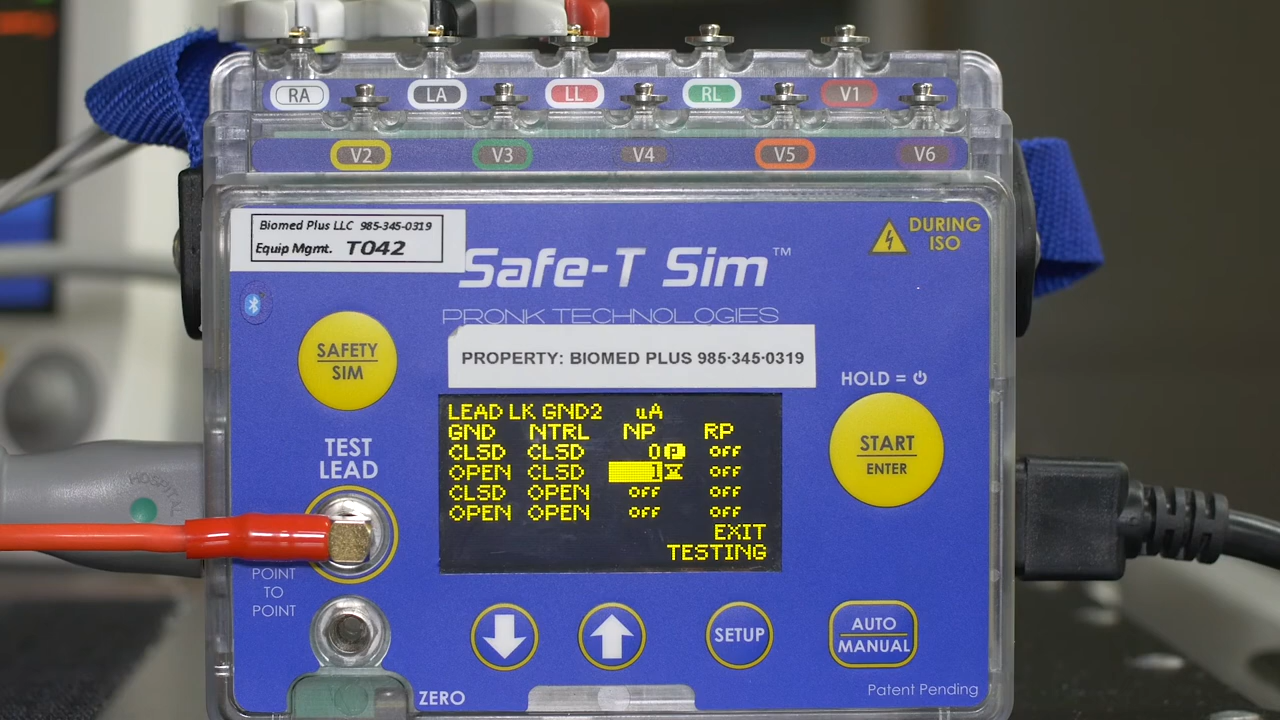 RA LA LL RL V1
V2 V3 V4 V5 V6
Biomed Plus LLC 985-345-0319
Equip Mgmt. T042
DURING
ISO
Safe-T Sim™
PRONK TECHNOLOGIES
PROPERTY: BIOMED PLUS 985-345-0319
SAFETY
SIM
HOLD =
START
ENTER
TEST
LEAD
LEAD LK GND2 uA
GND NTRL NP RP
CLSD CLSD 0 P OFF
OPEN CLSD 1 OFF
CLSD OPEN OFF OFF
OPEN OPEN OFF OFF
EXIT
TESTING
POINT
TO
POINT
SETUP
AUTO
MANUAL
ZERO
Patent Pending